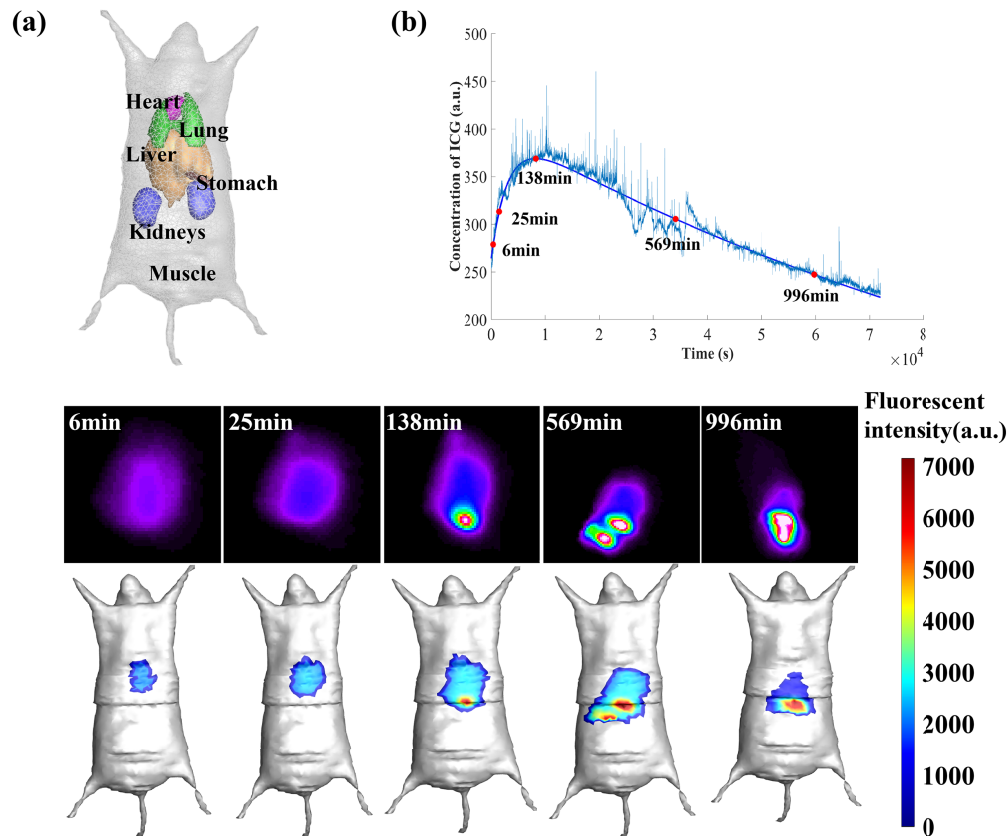 (a)
Heart
Lung
Liver
Stomach
Kidneys
Muscle
(b)
Concentration of ICG (a.u.)
500
450
400
350
300
250
200
138min
25min
6min
569min
996min
0
1
2
3
4
5
6
7
8
Time (s)
×10⁴
6min
25min
138min
569min
996min
Fluorescent
intensity(a.u.)
7000
6000
5000
4000
3000
2000
1000
0